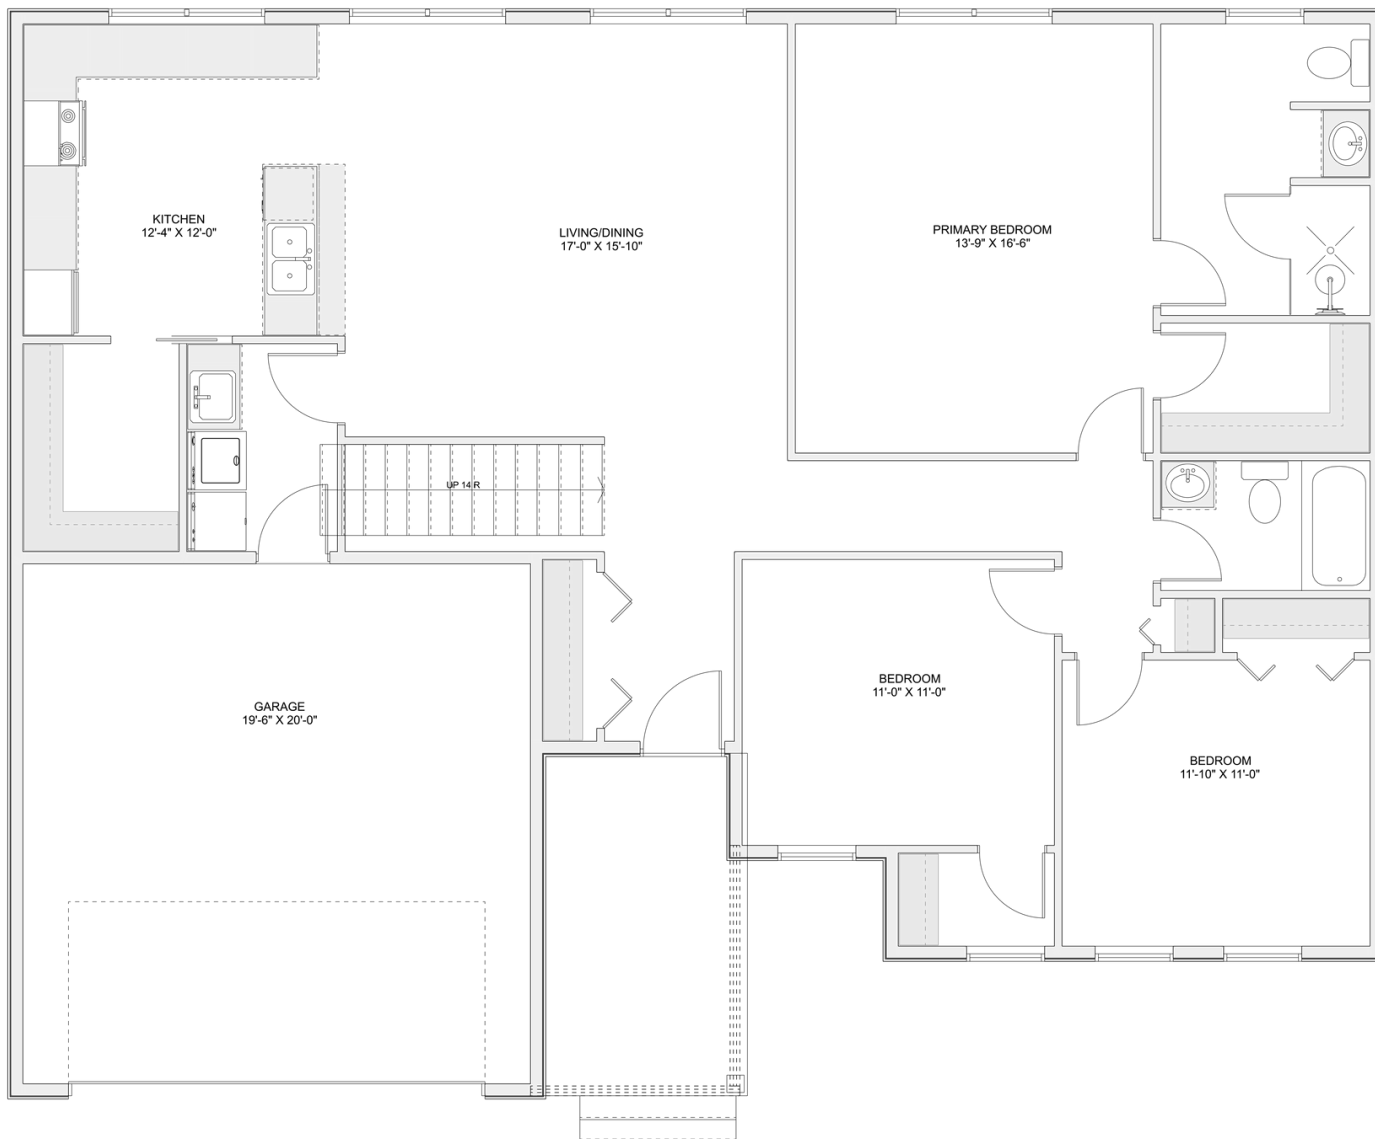 KITCHEN
12'-4" X 12'-0"
LIVING/DINING
17'-0" X 15'-10"
PRIMARY BEDROOM
13'-9" X 16'-6"
UP 14 R
BEDROOM
11'-0" X 11'-0"
GARAGE
19'-6" X 20'-0"
BEDROOM
11'-10" X 11'-0"